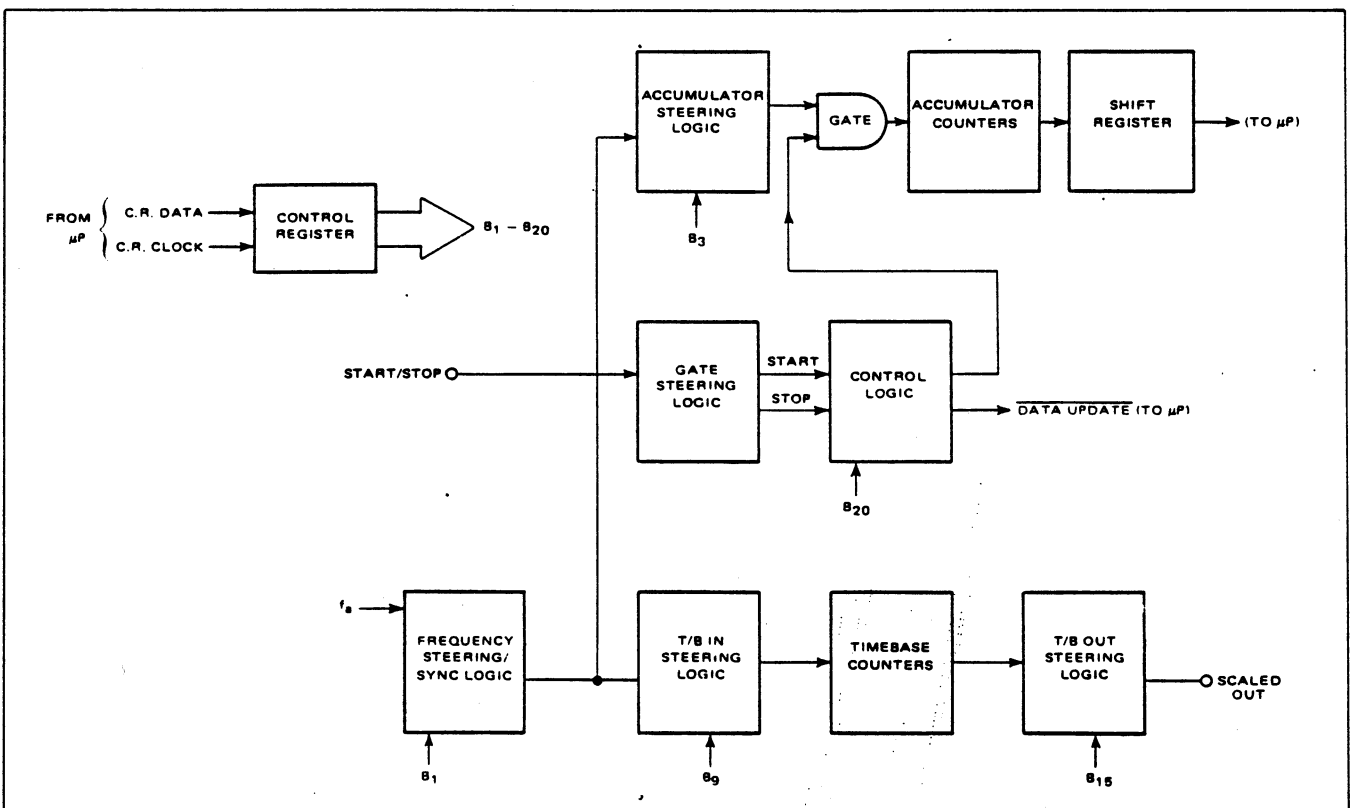 ACCUMULATOR
STEERING
LOGIC
GATE
ACCUMULATOR
COUNTERS
SHIFT
REGISTER
(TO µP)
B3
FROM
µP
C.R. DATA
C.R. CLOCK
CONTROL
REGISTER
B1 – B20
START/STOP
GATE
STEERING
LOGIC
START
STOP
CONTROL
LOGIC
DATA UPDATE (TO µP)
B20
fa
FREQUENCY
STEERING/
SYNC LOGIC
T/B IN
STEERING
LOGIC
TIMEBASE
COUNTERS
T/B OUT
STEERING
LOGIC
SCALED
OUT
B1
B9
B15